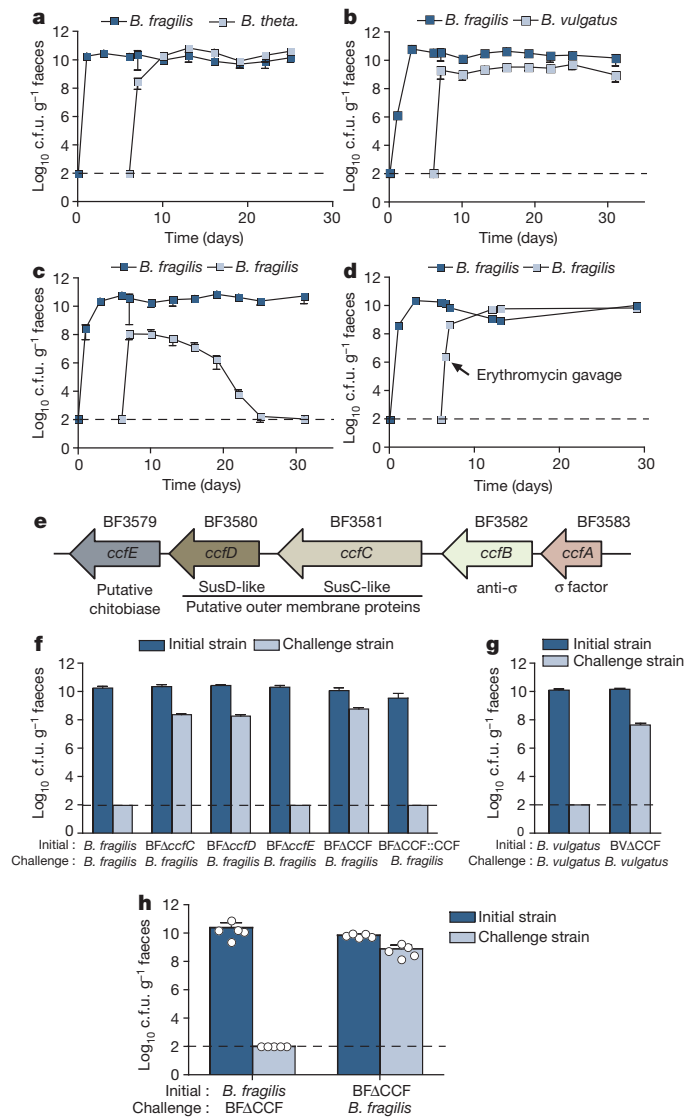 a
B. fragilis B. theta.
Log10 c.f.u. g−1 faeces
12
10
8
6
4
2
0
0 10 20 30
Time (days)
b
B. fragilis B. vulgatus
Log10 c.f.u. g−1 faeces
12
10
8
6
4
2
0
0 10 20 30 40
Time (days)
c
B. fragilis B. fragilis
Log10 c.f.u. g−1 faeces
12
10
8
6
4
2
0
0 10 20 30
Time (days)
d
B. fragilis B. fragilis
Log10 c.f.u. g−1 faeces
12
10
8
6
4
2
0
Erythromycin gavage
0 10 20 30
Time (days)
e
BF3579 BF3580 BF3581 BF3582 BF3583
ccfE ccfD ccfC ccfB ccfA
Putative chitobiase
SusD-like SusC-like
Putative outer membrane proteins
anti-σ
σ factor
f
Initial strain Challenge strain
Log10 c.f.u. g−1 faeces
12
10
8
6
4
2
0
Initial : B. fragilis BFΔccfC BFΔccfD BFΔccfE BFΔCCF BFΔCCF::CCF
Challenge : B. fragilis B. fragilis B. fragilis B. fragilis B. fragilis B. fragilis
g
Initial strain
Challenge strain
Log10 c.f.u. g−1 faeces
12
10
8
6
4
2
0
Initial : B. vulgatus BVΔCCF
Challenge : B. vulgatus B. vulgatus
h
Initial strain
Challenge strain
Log10 c.f.u. g−1 faeces
12
10
8
6
4
2
0
Initial : B. fragilis BFΔCCF
Challenge : BFΔCCF B. fragilis